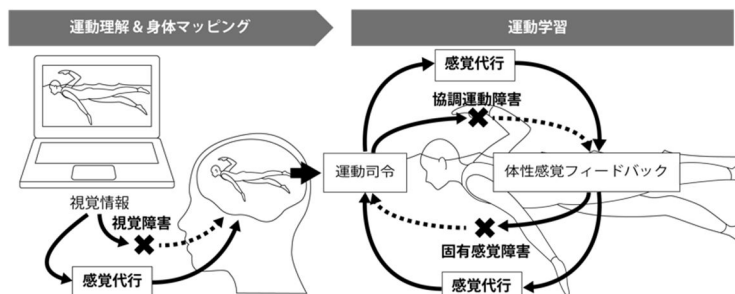 運動理解＆身体マッピング
運動学習
感覚代行
協調運動障害
運動司令
体性感覚フィードバック
視覚情報
視覚障害
固有感覚障害
感覚代行
感覚代行